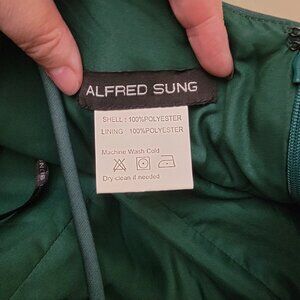 ALFRED SUNG
SHELL : 100%POLYESTER
LINING : 100%POLYESTER
Machine Wash Cold
Dry clean if needed